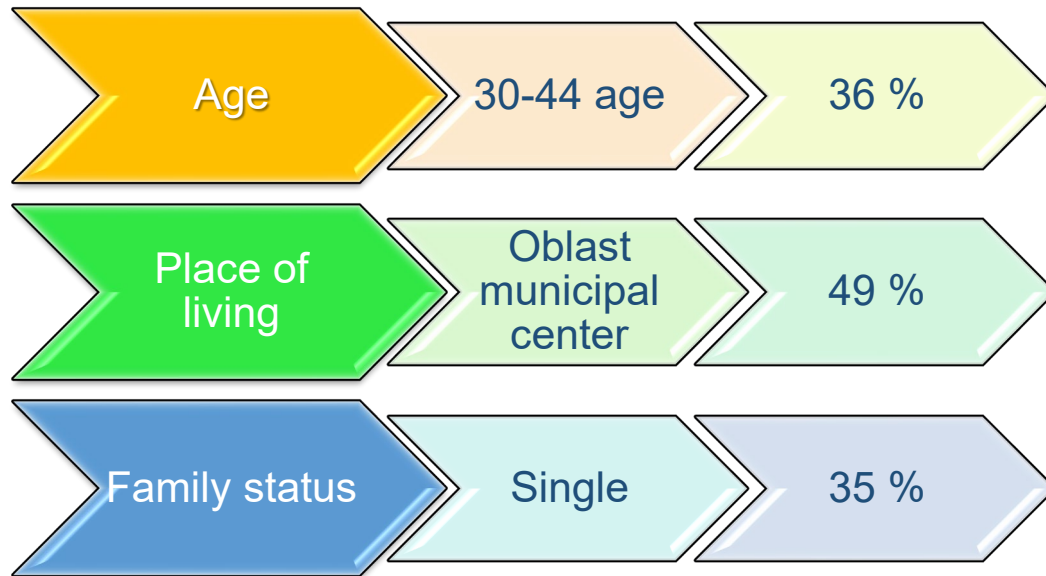 Age
30-44 age
36 %
Place of
living
Oblast
municipal
center
49 %
Family status
Single
35 %